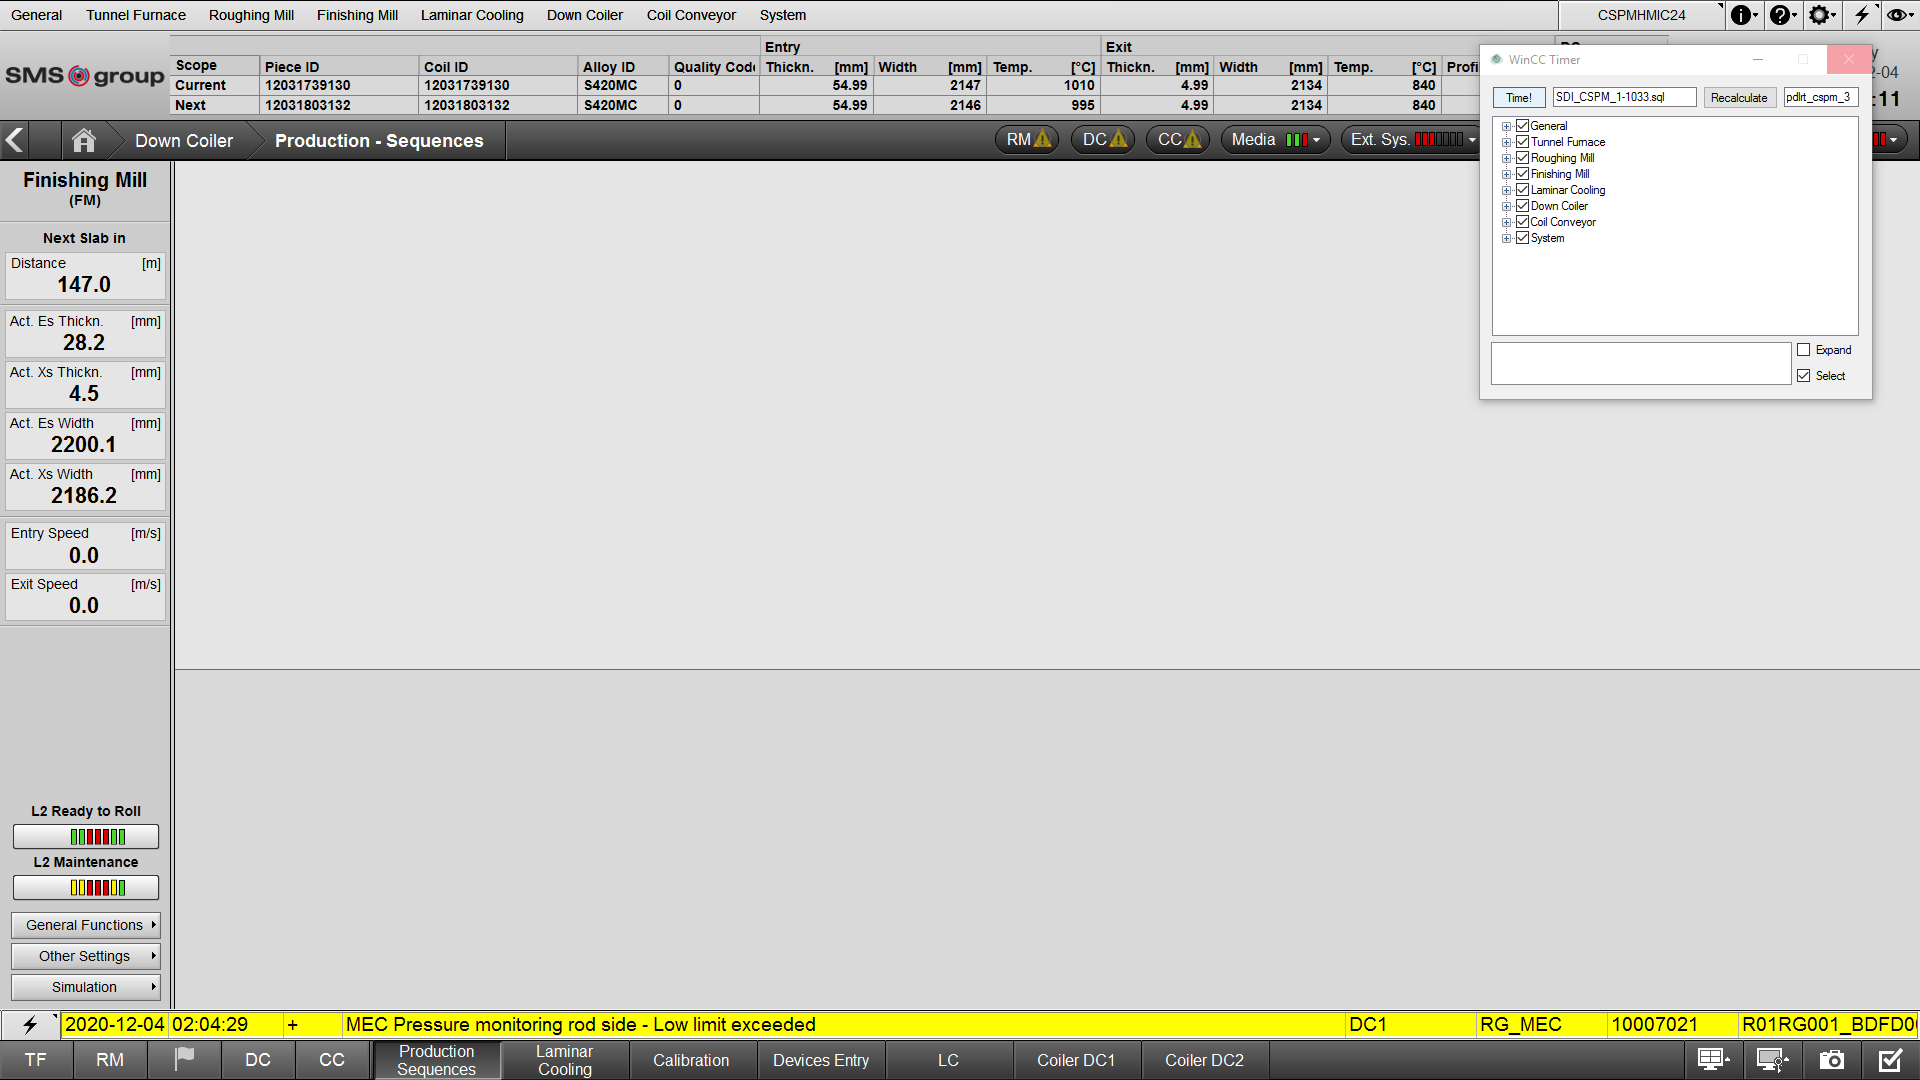 General Tunnel Furnace Roughing Mill Finishing Mill Laminar Cooling Down Coiler Coil Conveyor System CSPMHMIC24
SMS group
Entry Exit
Scope Piece ID Coil ID Alloy ID Quality Code Thickn. [mm] Width [mm] Temp. [°C] Thickn. [mm] Width [mm] Temp. [°C] Profi
Current 12031739130 12031739130 S420MC 0 54.99 2147 1010 4.99 2134 840
Next 12031803132 12031803132 S420MC 0 54.99 2146 995 4.99 2134 840
2-04
:11
Down Coiler Production - Sequences RM DC CC Media Ext. Sys.
WinCC Timer
Time! SDI_CSPM_1-1033.sql Recalculate pdlrt_cspm_3
General
Tunnel Furnace
Roughing Mill
Finishing Mill
Laminar Cooling
Down Coiler
Coil Conveyor
System
Expand
Select
Finishing Mill
(FM)
Next Slab in
Distance [m]
147.0
Act. Es Thickn. [mm]
28.2
Act. Xs Thickn. [mm]
4.5
Act. Es Width [mm]
2200.1
Act. Xs Width [mm]
2186.2
Entry Speed [m/s]
0.0
Exit Speed [m/s]
0.0
L2 Ready to Roll
L2 Maintenance
General Functions
Other Settings
Simulation
2020-12-04 02:04:29 + MEC Pressure monitoring rod side - Low limit exceeded DC1 RG_MEC 10007021 R01RG001_BDFD0
TF RM DC CC Production Sequences Laminar Cooling Calibration Devices Entry LC Coiler DC1 Coiler DC2